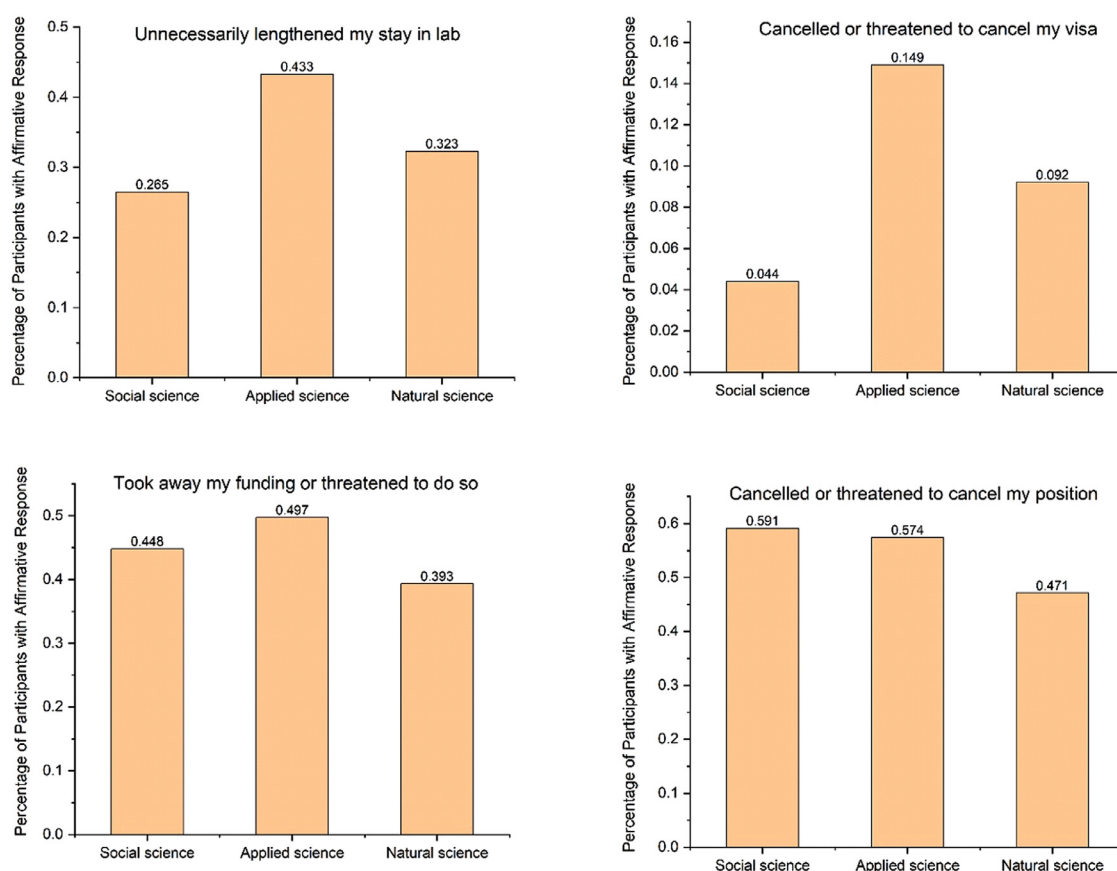 Unnecessarily lengthened my stay in lab
Percentage of Participants with Affirmative Response
0.5
0.4
0.3
0.2
0.1
0.0
0.265
0.433
0.323
Social science
Applied science
Natural science
Cancelled or threatened to cancel my visa
Percentage of Participants with Affirmative Response
0.16
0.14
0.12
0.10
0.08
0.06
0.04
0.02
0.00
0.044
0.149
0.092
Social science
Applied science
Natural science
Took away my funding or threatened to do so
Percentage of Participants with Affirmative Response
0.5
0.4
0.3
0.2
0.1
0.0
0.448
0.497
0.393
Social science
Applied science
Natural science
Cancelled or threatened to cancel my position
Percentage of Participants with Affirmative Response
0.6
0.5
0.4
0.3
0.2
0.1
0.0
0.591
0.574
0.471
Social science
Applied science
Natural science